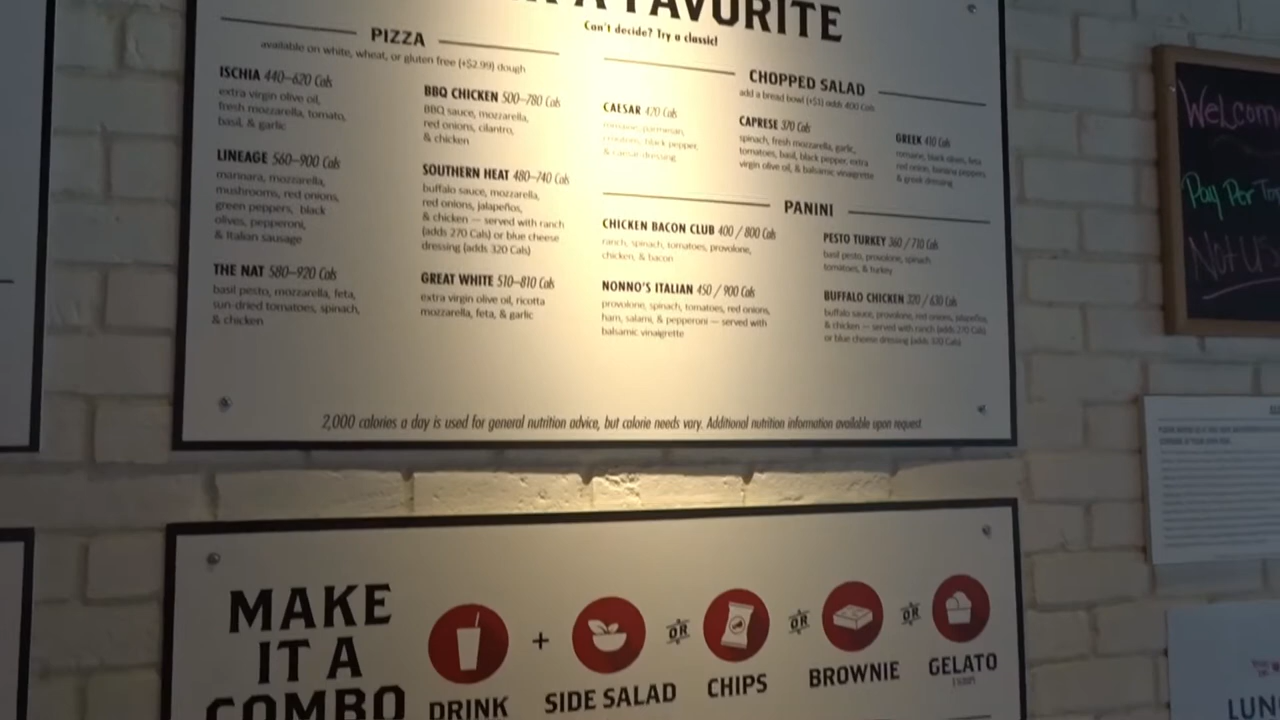 A FAVORITE
Can't decide? Try a classic!
PIZZA
available on white, wheat, or gluten free (+$2.99) dough
ISCHIA 440–620 Cals
extra virgin olive oil,
fresh mozzarella, tomato,
basil, & garlic
LINEAGE 560–900 Cals
marinara, mozzarella,
mushrooms, red onions,
green peppers, black
olives, pepperoni,
& Italian sausage
THE NAT 580–920 Cals
basil pesto, mozzarella, feta,
sun-dried tomatoes, spinach,
& chicken
BBQ CHICKEN 500–780 Cals
BBQ sauce, mozzarella,
red onions, cilantro,
& chicken
SOUTHERN HEAT 480–740 Cals
buffalo sauce, mozzarella,
red onions, jalapeños,
& chicken — served with ranch
(adds 270 Cals) or blue cheese
dressing (adds 320 Cals)
GREAT WHITE 510–810 Cals
extra virgin olive oil, ricotta
mozzarella, feta, & garlic
CHOPPED SALAD
add a bread bowl (+$1) adds 400 Cals
CAESAR 420 Cals
romaine, parmesan,
croutons, black pepper,
& caesar dressing
CAPRESE 370 Cals
spinach, fresh mozzarella, garlic,
tomatoes, basil, black pepper, extra
virgin olive oil, & balsamic vinaigrette
GREEK 410 Cals
romaine, black olives, feta
red onion, banana peppers
& greek dressing
PANINI
CHICKEN BACON CLUB 400 / 800 Cals
ranch, spinach, tomatoes, provolone,
chicken, & bacon
NONNO'S ITALIAN 450 / 900 Cals
provolone, spinach, tomatoes, red onions,
ham, salami, & pepperoni — served with
balsamic vinaigrette
PESTO TURKEY 360 / 710 Cals
basil pesto, provolone, spinach
tomatoes, & turkey
BUFFALO CHICKEN 320 / 630 Cals
buffalo sauce, provolone, red onions, jalapeños,
& chicken — served with ranch (adds 270 Cals)
or blue cheese dressing (adds 320 Cals)
2,000 calories a day is used for general nutrition advice, but calorie needs vary. Additional nutrition information available upon request.
MAKE
IT A
COMBO
DRINK + SIDE SALAD OR CHIPS OR BROWNIE OR GELATO
Welcom
Pay Per
Not
LUN